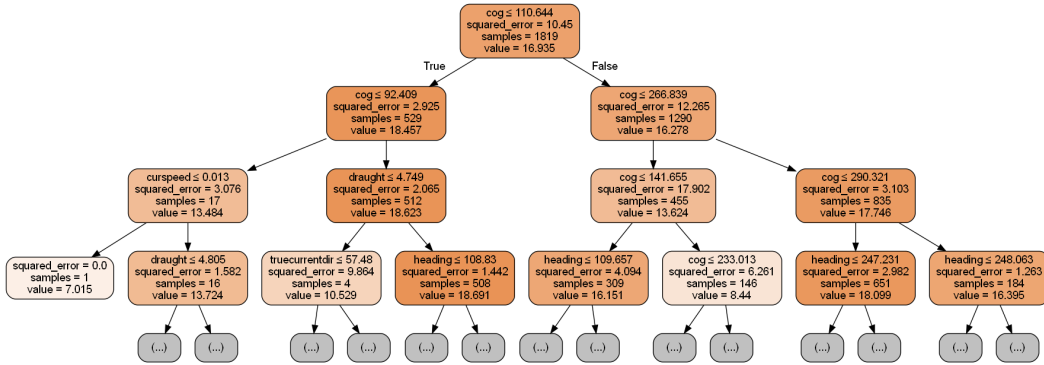 cog ≤ 110.644
squared_error = 10.45
samples = 1819
value = 16.935
True
False
cog ≤ 92.409
squared_error = 2.925
samples = 529
value = 18.457
cog ≤ 266.839
squared_error = 12.265
samples = 1290
value = 16.278
curspeed ≤ 0.013
squared_error = 3.076
samples = 17
value = 13.484
draught ≤ 4.749
squared_error = 2.065
samples = 512
value = 18.623
cog ≤ 141.655
squared_error = 17.902
samples = 455
value = 13.624
cog ≤ 290.321
squared_error = 3.103
samples = 835
value = 17.746
squared_error = 0.0
samples = 1
value = 7.015
draught ≤ 4.805
squared_error = 1.582
samples = 16
value = 13.724
truecurrentdir ≤ 57.48
squared_error = 9.864
samples = 4
value = 10.529
heading ≤ 108.83
squared_error = 1.442
samples = 508
value = 18.691
heading ≤ 109.657
squared_error = 4.094
samples = 309
value = 16.151
cog ≤ 233.013
squared_error = 6.261
samples = 146
value = 8.44
heading ≤ 247.231
squared_error = 2.982
samples = 651
value = 18.099
heading ≤ 248.063
squared_error = 1.263
samples = 184
value = 16.395
(...)
(...)
(...)
(...)
(...)
(...)
(...)
(...)
(...)
(...)
(...)
(...)
(...)
(...)